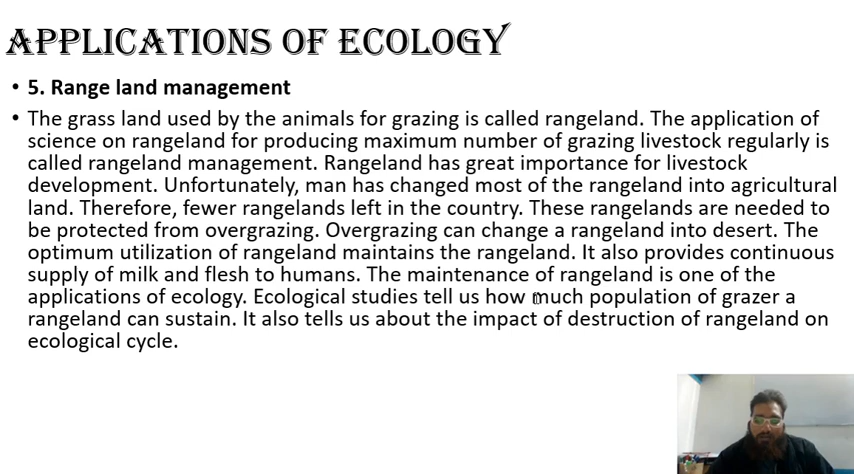 APPLICATIONS OF ECOLOGY
• 5. Range land management
• The grass land used by the animals for grazing is called rangeland. The application of
science on rangeland for producing maximum number of grazing livestock regularly is
called rangeland management. Rangeland has great importance for livestock
development. Unfortunately, man has changed most of the rangeland into agricultural
land. Therefore, fewer rangelands left in the country. These rangelands are needed to
be protected from overgrazing. Overgrazing can change a rangeland into desert. The
optimum utilization of rangeland maintains the rangeland. It also provides continuous
supply of milk and flesh to humans. The maintenance of rangeland is one of the
applications of ecology. Ecological studies tell us how much population of grazer a
rangeland can sustain. It also tells us about the impact of destruction of rangeland on
ecological cycle.